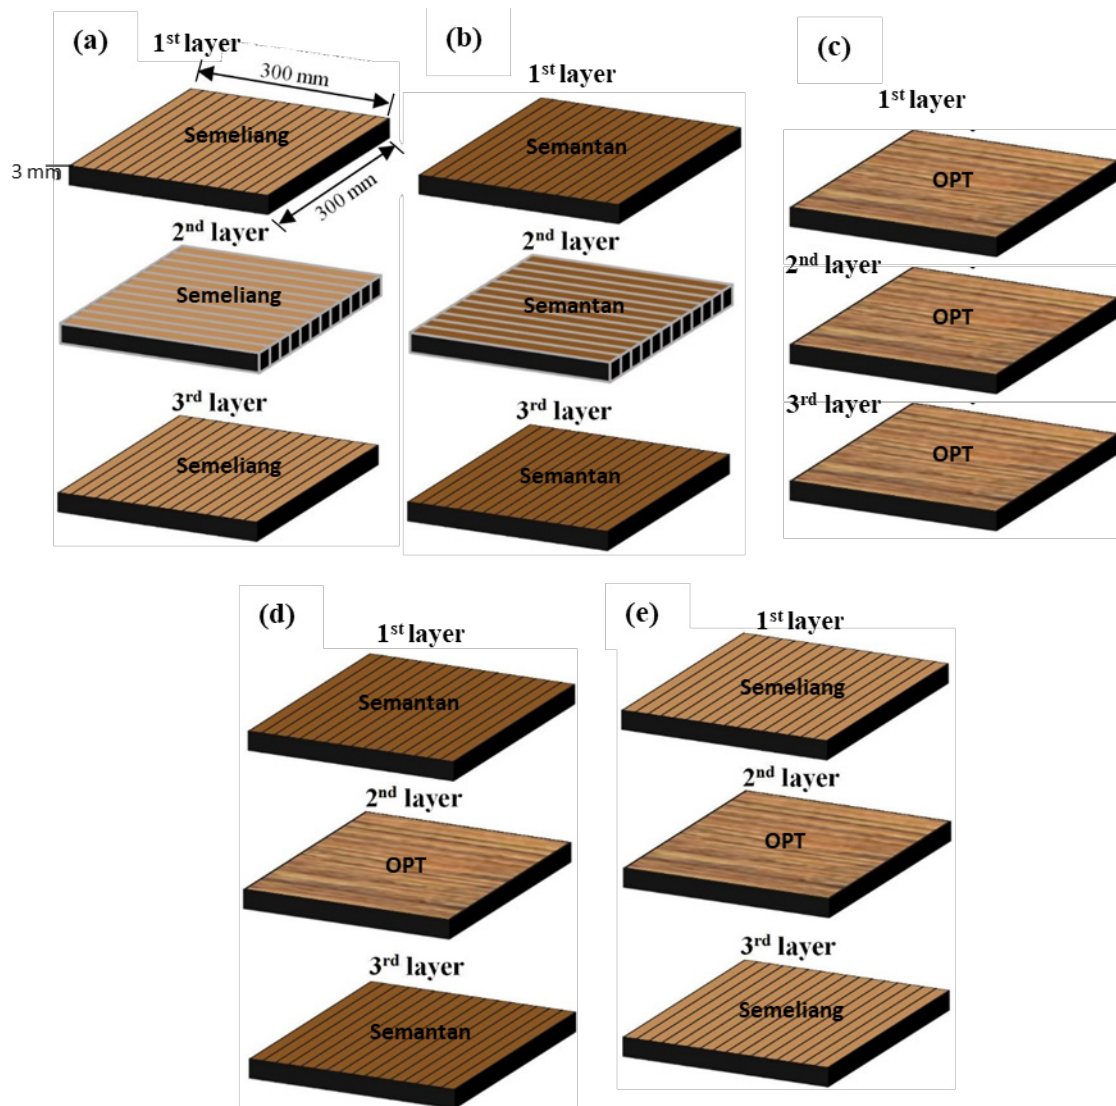 (a)
1st layer
300 mm
Semeliang
3 mm
300 mm
2nd layer
Semeliang
3rd layer
Semeliang
(b)
1st layer
Semantan
2nd layer
Semantan
3rd layer
Semantan
(c)
1st layer
OPT
2nd layer
OPT
3rd layer
OPT
(d)
1st layer
Semantan
2nd layer
OPT
3rd layer
Semantan
(e)
1st layer
Semeliang
2nd layer
OPT
3rd layer
Semeliang